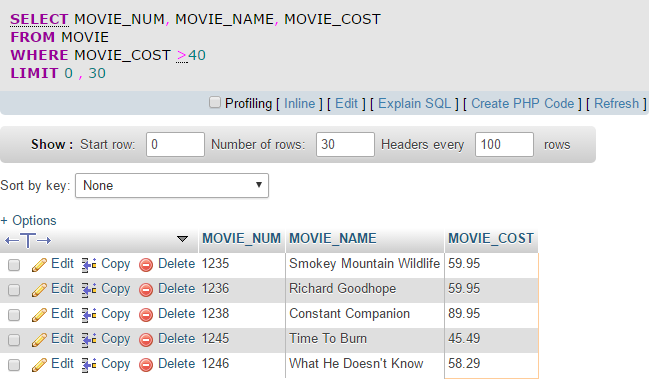 SELECT MOVIE_NUM, MOVIE_NAME, MOVIE_COST
FROM MOVIE
WHERE MOVIE_COST >40
LIMIT 0 , 30
Profiling [ Inline ] [ Edit ] [ Explain SQL ] [ Create PHP Code ] [ Refresh ]
Show : Start row: 0 Number of rows: 30 Headers every 100 rows
Sort by key: None
+ Options
←T→ MOVIE_NUM MOVIE_NAME MOVIE_COST
Edit Copy Delete 1235 Smokey Mountain Wildlife 59.95
Edit Copy Delete 1236 Richard Goodhope 59.95
Edit Copy Delete 1238 Constant Companion 89.95
Edit Copy Delete 1245 Time To Burn 45.49
Edit Copy Delete 1246 What He Doesn't Know 58.29